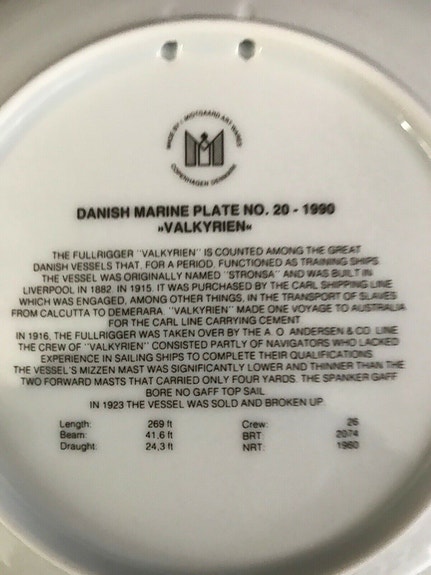 MADE BY MOTGAARD ART WARES
COPENHAGEN DENMARK
DANISH MARINE PLATE NO. 20 - 1990
»VALKYRIEN«
THE FULLRIGGER "VALKYRIEN" IS COUNTED AMONG THE GREAT
DANISH VESSELS THAT, FOR A PERIOD, FUNCTIONED AS TRAINING SHIPS
THE VESSEL WAS ORIGINALLY NAMED "STRONSA" AND WAS BUILT IN
LIVERPOOL IN 1882. IN 1915. IT WAS PURCHASED BY THE CARL SHIPPING LINE
WHICH WAS ENGAGED, AMONG OTHER THINGS, IN THE TRANSPORT OF SLAVES
FROM CALCUTTA TO DEMERARA. "VALKYRIEN" MADE ONE VOYAGE TO AUSTRALIA
FOR THE CARL LINE CARRYING CEMENT
IN 1916, THE FULLRIGGER WAS TAKEN OVER BY THE A. O. ANDERSEN & CO. LINE
THE CREW OF "VALKYRIEN" CONSISTED PARTLY OF NAVIGATORS WHO LACKED
EXPERIENCE IN SAILING SHIPS TO COMPLETE THEIR QUALIFICATIONS
THE VESSEL'S MIZZEN MAST WAS SIGNIFICANTLY LOWER AND THINNER THAN THE
TWO FORWARD MASTS THAT CARRIED ONLY FOUR YARDS. THE SPANKER GAFF
BORE NO GAFF TOP SAIL
IN 1923 THE VESSEL WAS SOLD AND BROKEN UP.
Length: 269 ft Crew: 26
Beam: 41,6 ft BRT: 2074
Draught: 24,3 ft NRT: 1960